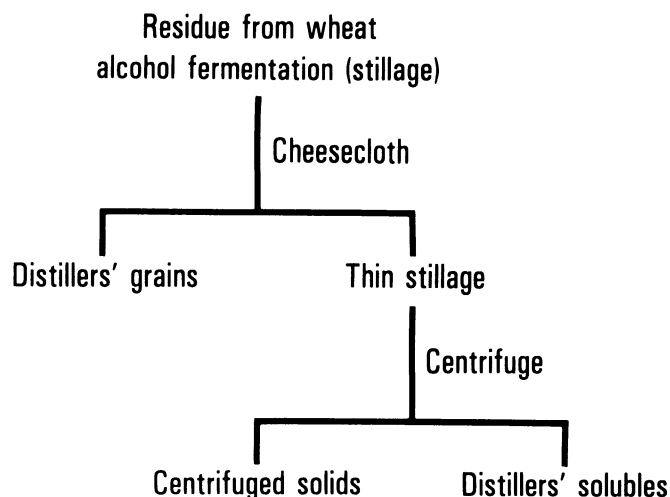 Residue from wheat
alcohol fermentation (stillage)
Cheesecloth
Distillers' grains
Thin stillage
Centrifuge
Centrifuged solids
Distillers' solubles